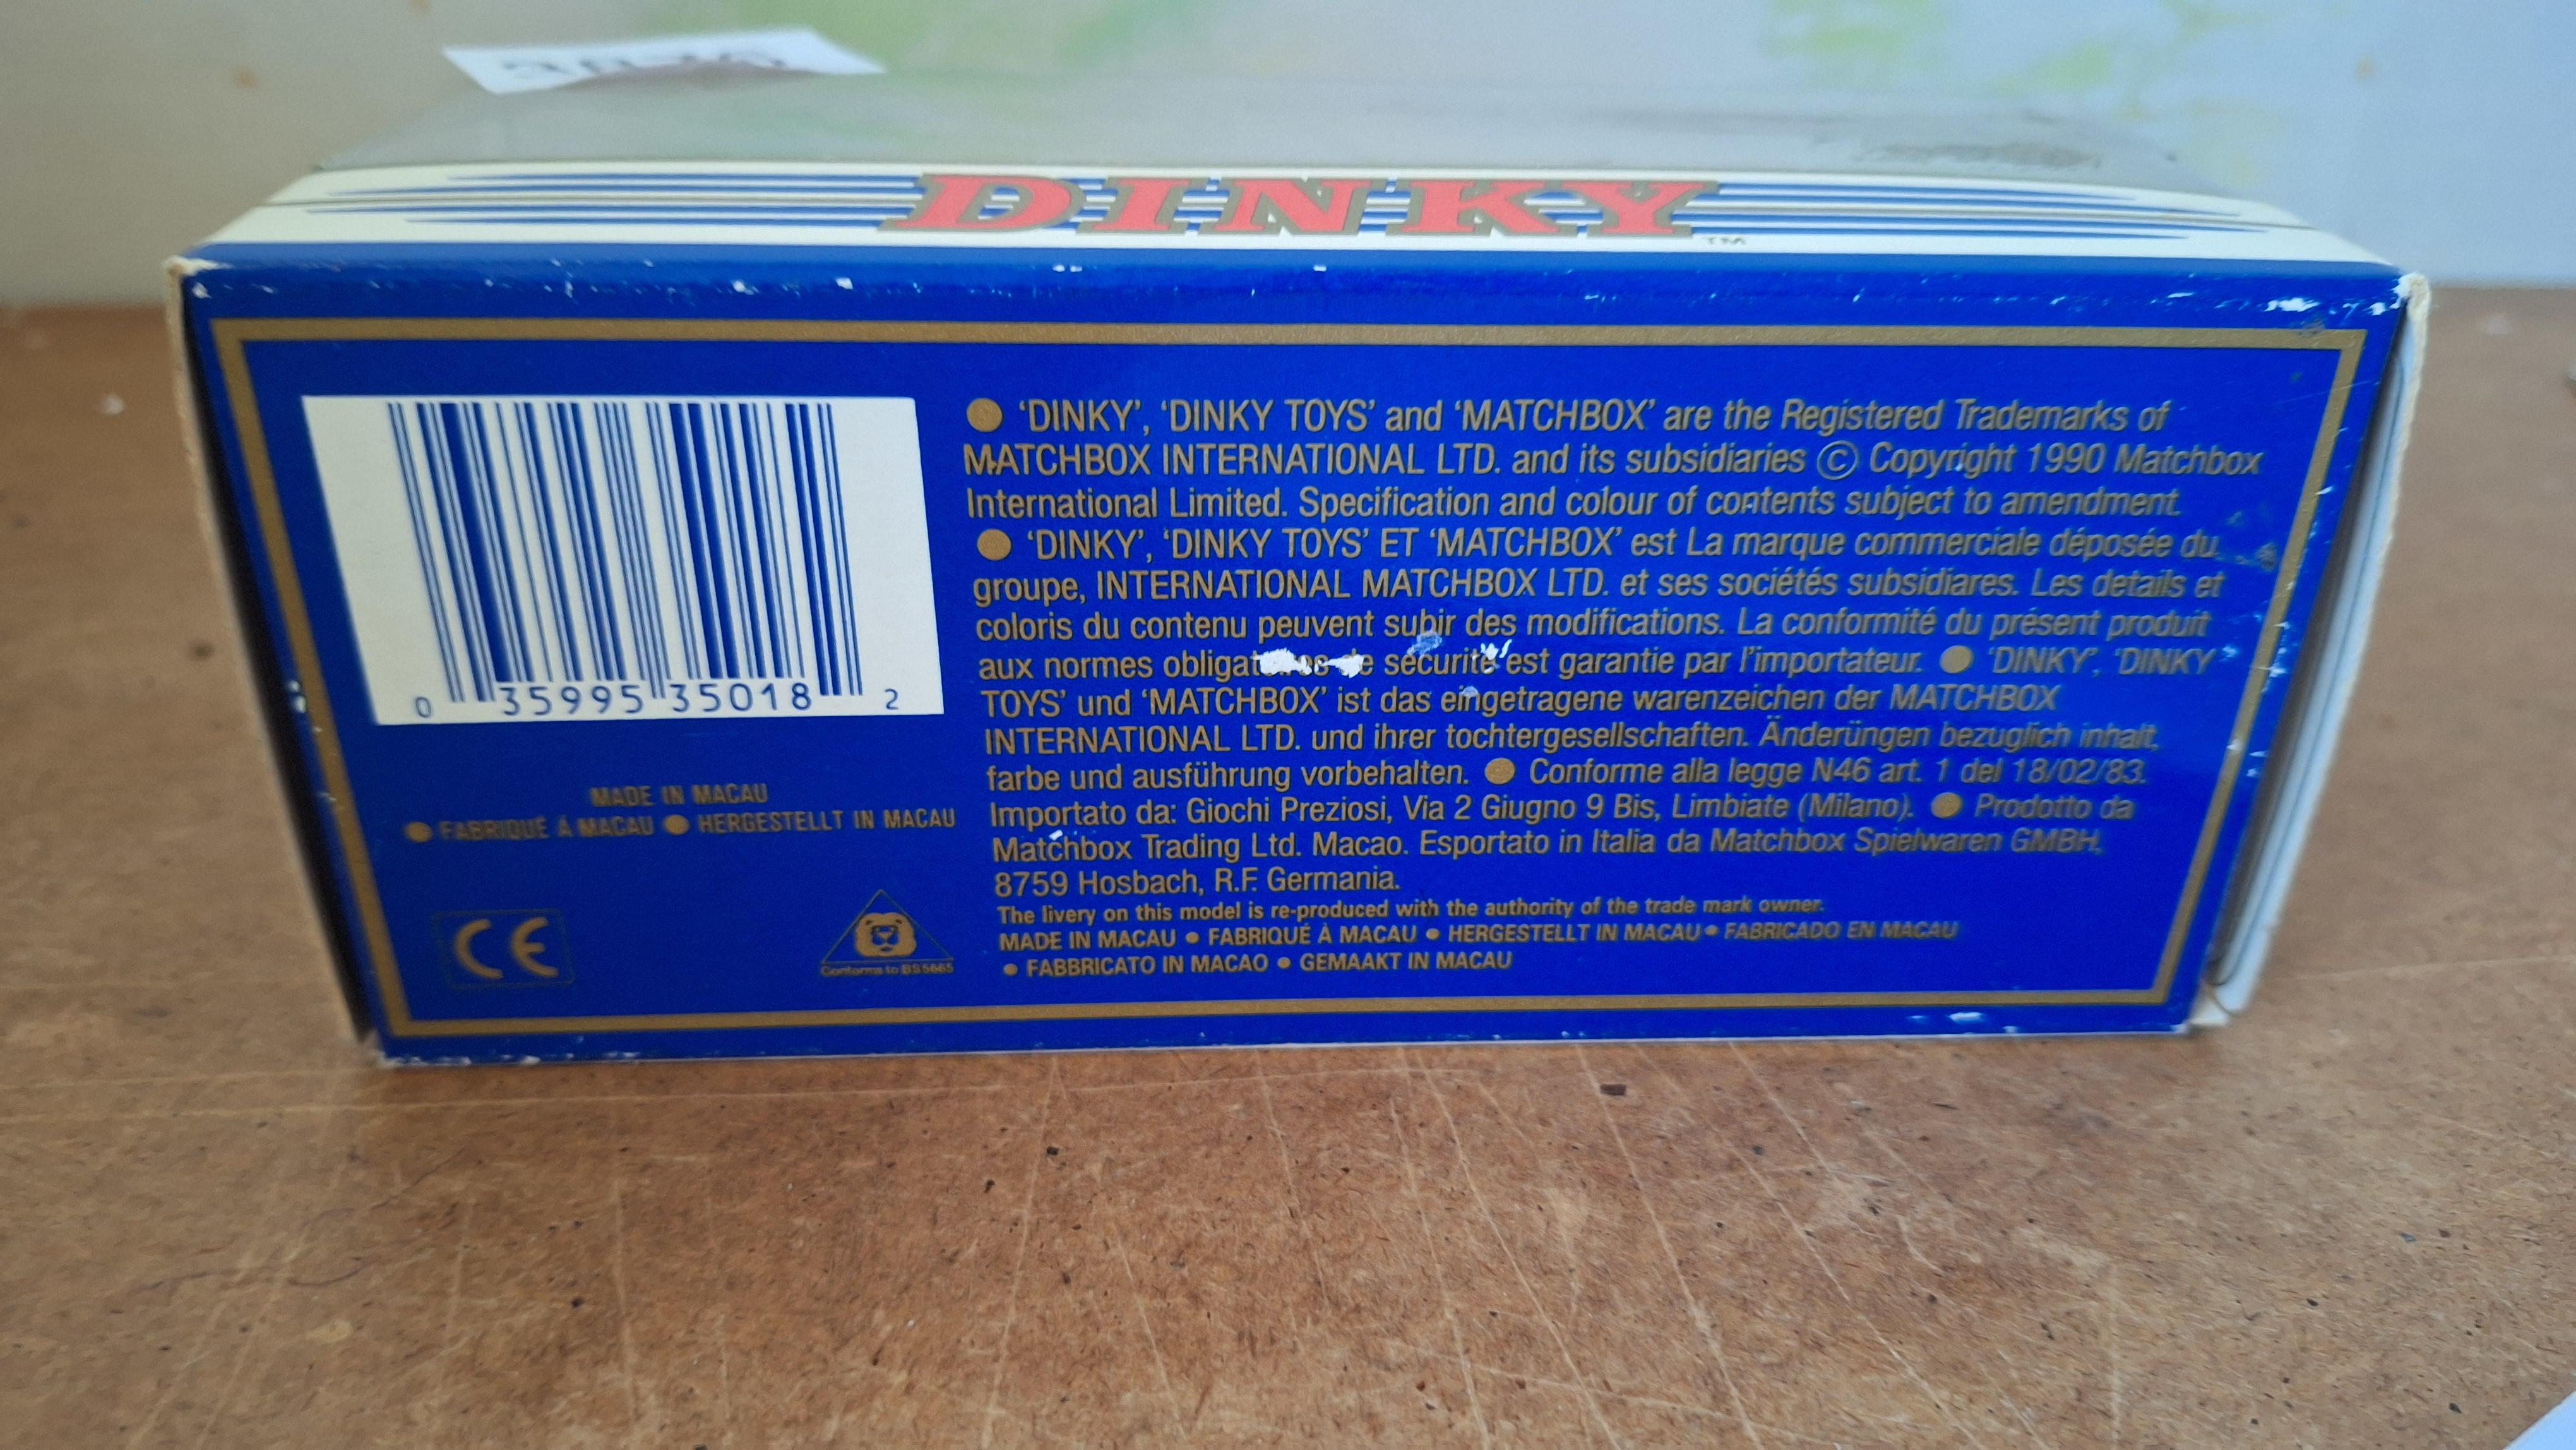 DINKY
TM
'DINKY', 'DINKY TOYS' and 'MATCHBOX' are the Registered Trademarks of
MATCHBOX INTERNATIONAL LTD. and its subsidiaries © Copyright 1990 Matchbox
International Limited. Specification and colour of contents subject to amendment.
● 'DINKY', 'DINKY TOYS' ET 'MATCHBOX' est La marque commerciale déposée du
groupe, INTERNATIONAL MATCHBOX LTD. et ses sociétés subsidiares. Les details et
coloris du contenu peuvent subir des modifications. La conformité du présent produit
aux normes de sécurité est garantie par l'importateur. ● 'DINKY', 'DINKY
TOYS' und 'MATCHBOX' ist das eingetragene warenzeichen der MATCHBOX
INTERNATIONAL LTD. und ihrer tochtergesellschaften. Änderüngen bezuglich inhalt,
farbe und ausführung vorbehalten. ● Conforme alla legge N46 art. 1 del 18/02/83.
Importato da: Giochi Preziosi, Via 2 Giugno 9 Bis, Limbiate (Milano). ● Prodotto da
Matchbox Trading Ltd. Macao. Esportato in Italia da Matchbox Spielwaren GMBH,
8759 Hosbach, R.F. Germania.
The livery on this model is re-produced with the authority of the trade mark owner.
MADE IN MACAU ● FABRIQUÉ À MACAU ● HERGESTELLT IN MACAU ● FABRICADO EN MACAU
● FABBRICATO IN MACAO ● GEMAAKT IN MACAU
0 35995 35018 2
MADE IN MACAU
● FABRIQUÉ À MACAU ● HERGESTELLT IN MACAU
CE
Conforms to BS5665